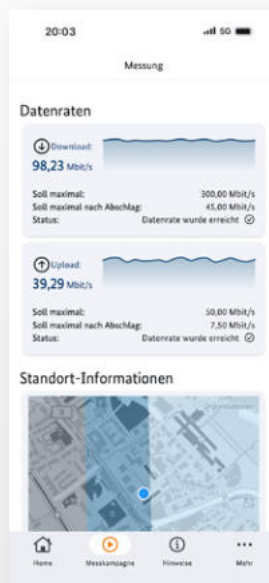 20:03
5G
Messung
Datenraten
Download:
98,23 Mbit/s
Soll maximal: 300,00 Mbit/s
Soll maximal nach Abschlag: 45,00 Mbit/s
Status: Datenrate wurde erreicht
Upload:
39,29 Mbit/s
Soll maximal: 50,00 Mbit/s
Soll maximal nach Abschlag: 7,50 Mbit/s
Status: Datenrate wurde erreicht
Standort-Informationen
Home Messkampagne Hinweise Mehr